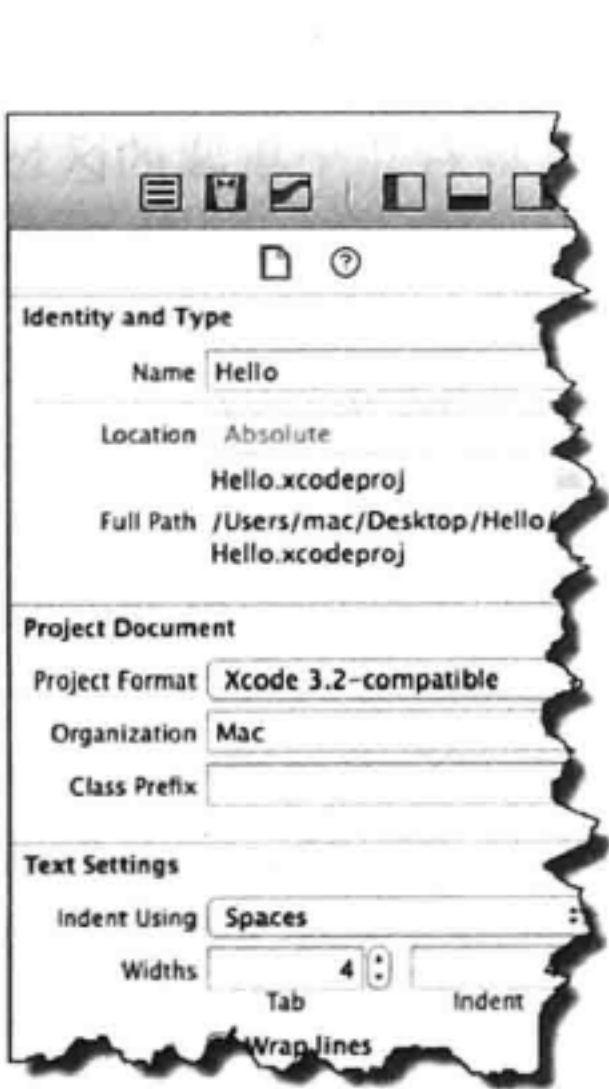 Identity and Type
Name Hello
Location Absolute
Hello.xcodeproj
Full Path /Users/mac/Desktop/Hello/
Hello.xcodeproj
Project Document
Project Format Xcode 3.2-compatible
Organization Mac
Class Prefix
Text Settings
Indent Using Spaces
Widths 4
Tab Indent
Wrap lines